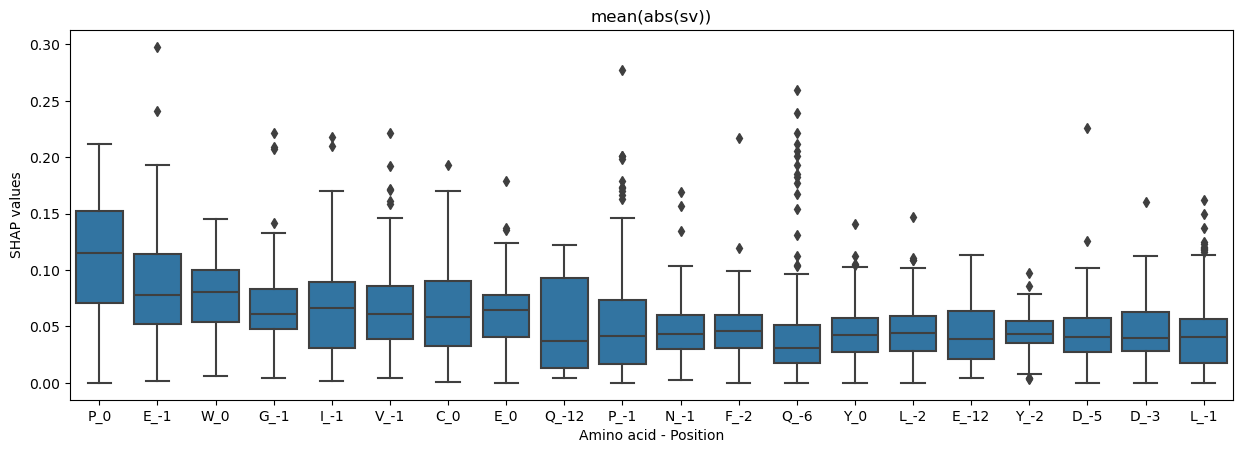 mean(abs(sv))
0.30
0.25
0.20
0.15
0.10
0.05
0.00
SHAP values
P_0 E_-1 W_0 G_-1 I_-1 V_-1 C_0 E_0 Q_-12 P_-1 N_-1 F_-2 Q_-6 Y_0 L_-2 E_-12 Y_-2 D_-5 D_-3 L_-1
Amino acid - Position